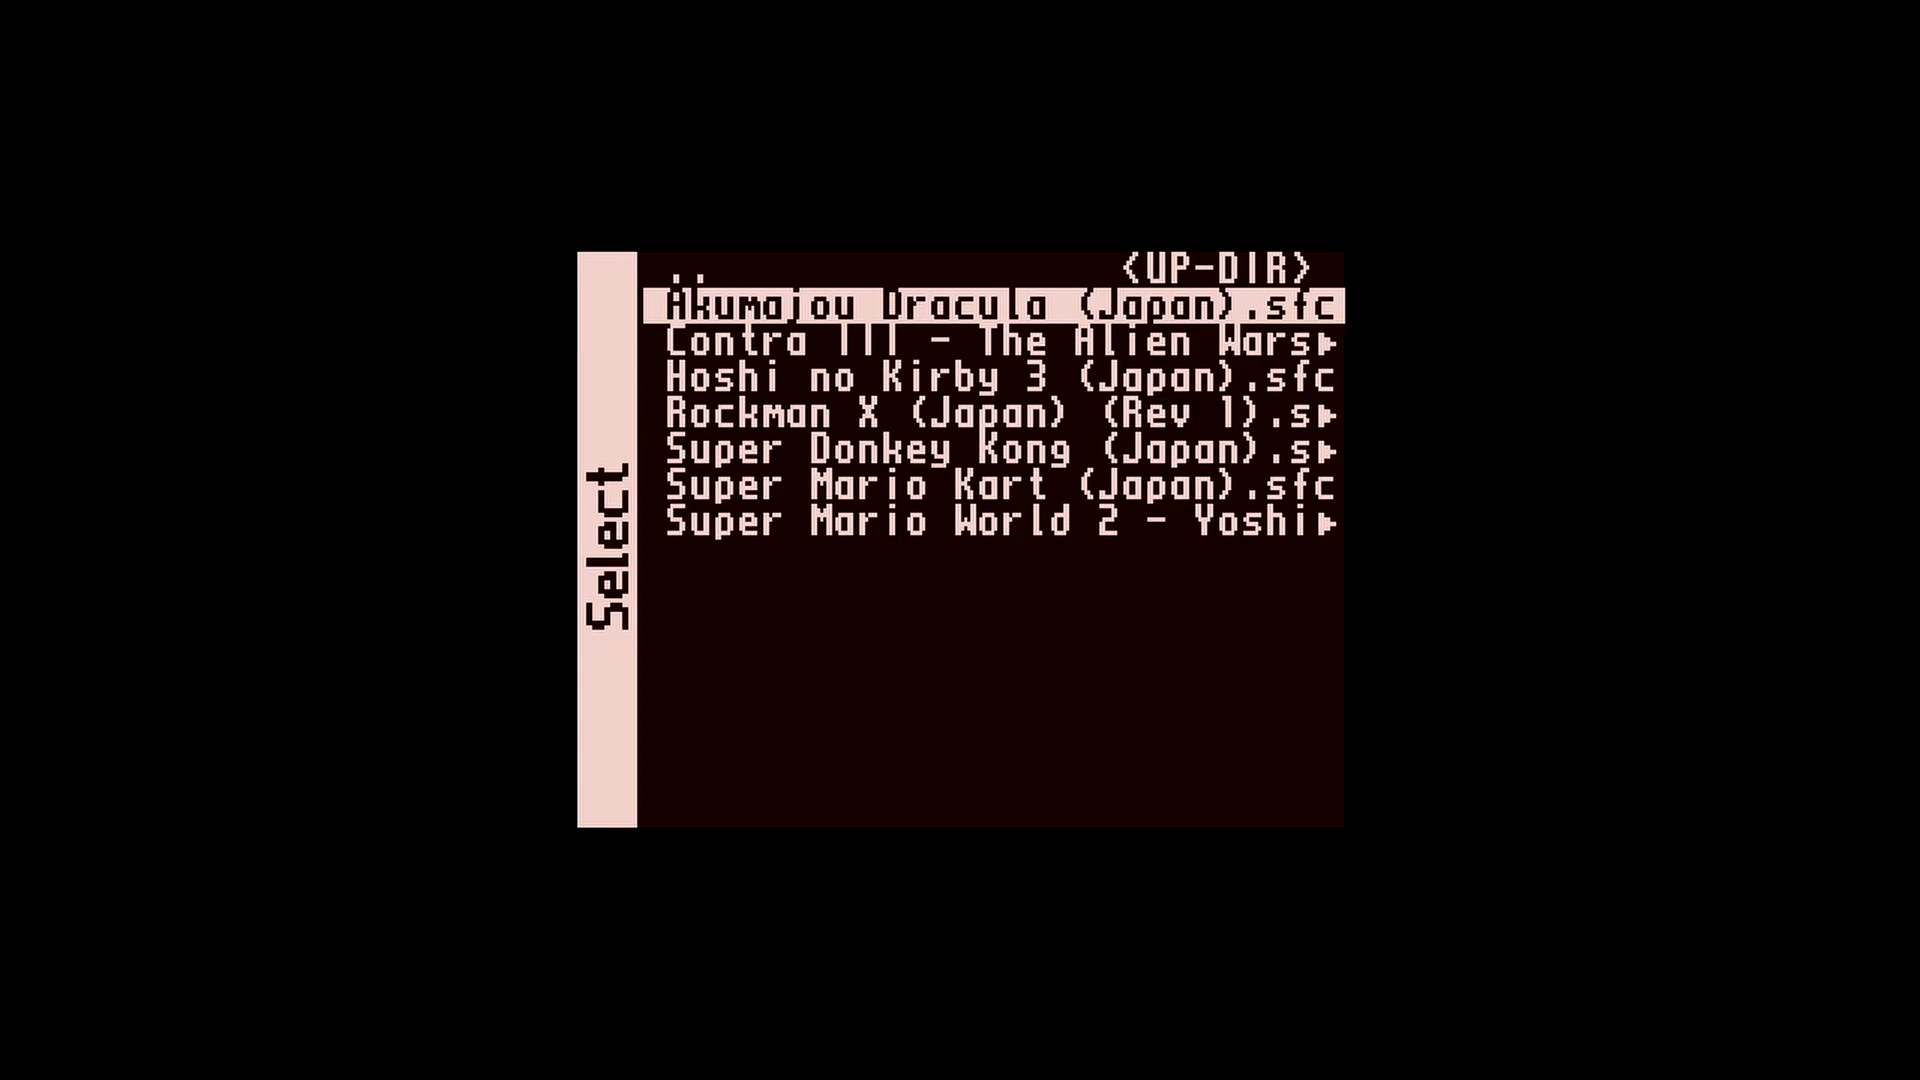 Select
.. <UP-DIR>
Akumajou Dracula (Japan).sfc
Contra III - The Alien Wars▶
Hoshi no Kirby 3 (Japan).sfc
Rockman X (Japan) (Rev 1).s▶
Super Donkey Kong (Japan).s▶
Super Mario Kart (Japan).sfc
Super Mario World 2 - Yoshi▶